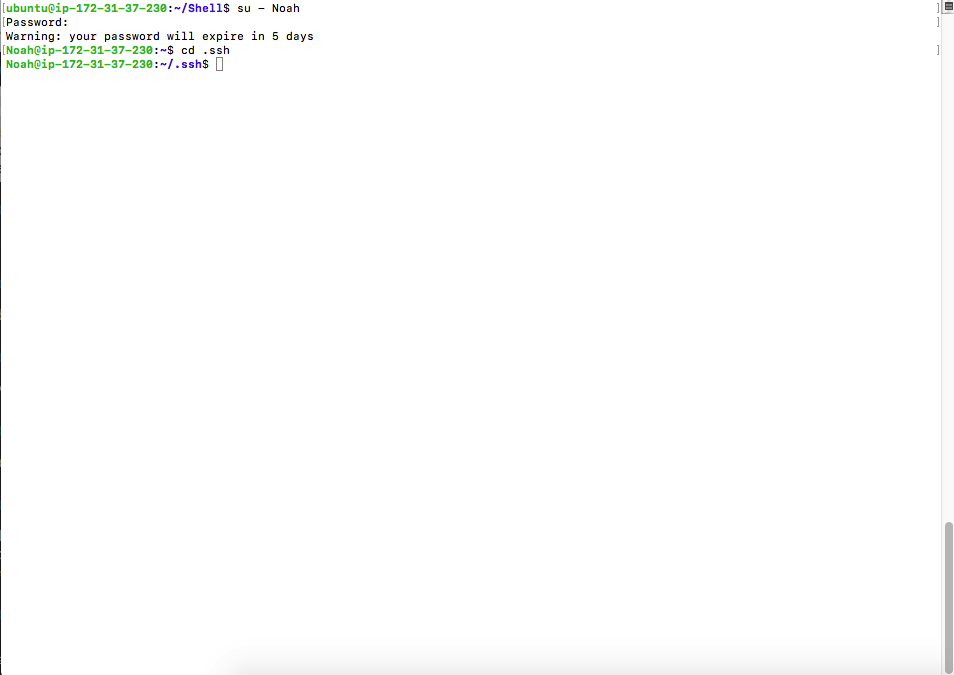 [ubuntu@ip-172-31-37-230:~/Shell$ su - Noah ]
[Password: ]
Warning: your password will expire in 5 days
[Noah@ip-172-31-37-230:~$ cd .ssh ]
Noah@ip-172-31-37-230:~/.ssh$